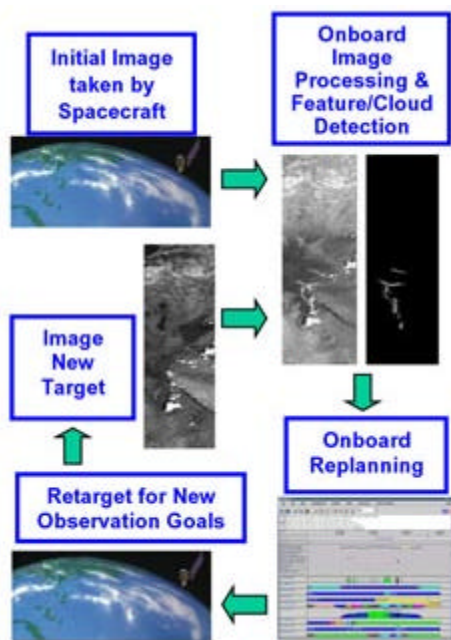 Initial Image
taken by
Spacecraft
Onboard
Image
Processing &
Feature/Cloud
Detection
Image
New
Target
Onboard
Replanning
Retarget for New
Observation Goals